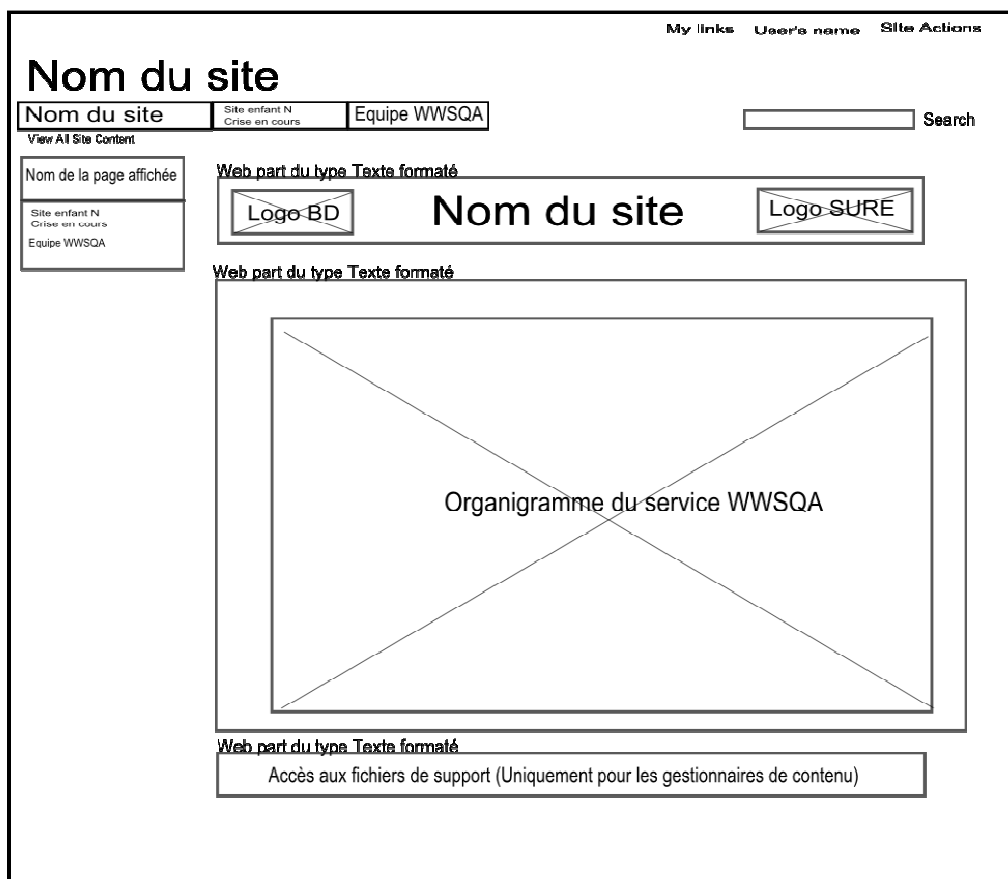 My links User's name Site Actions
Nom du site
Nom du site
Site enfant N
Crise en cours
Equipe WWSQA
Search
View All Site Content
Nom de la page affichée
Site enfant N
Crise en cours
Equipe WWSQA
Web part du type Texte formaté
Logo BD
Nom du site
Logo SURE
Web part du type Texte formaté
Organigramme du service WWSQA
Web part du type Texte formaté
Accès aux fichiers de support (Uniquement pour les gestionnaires de contenu)